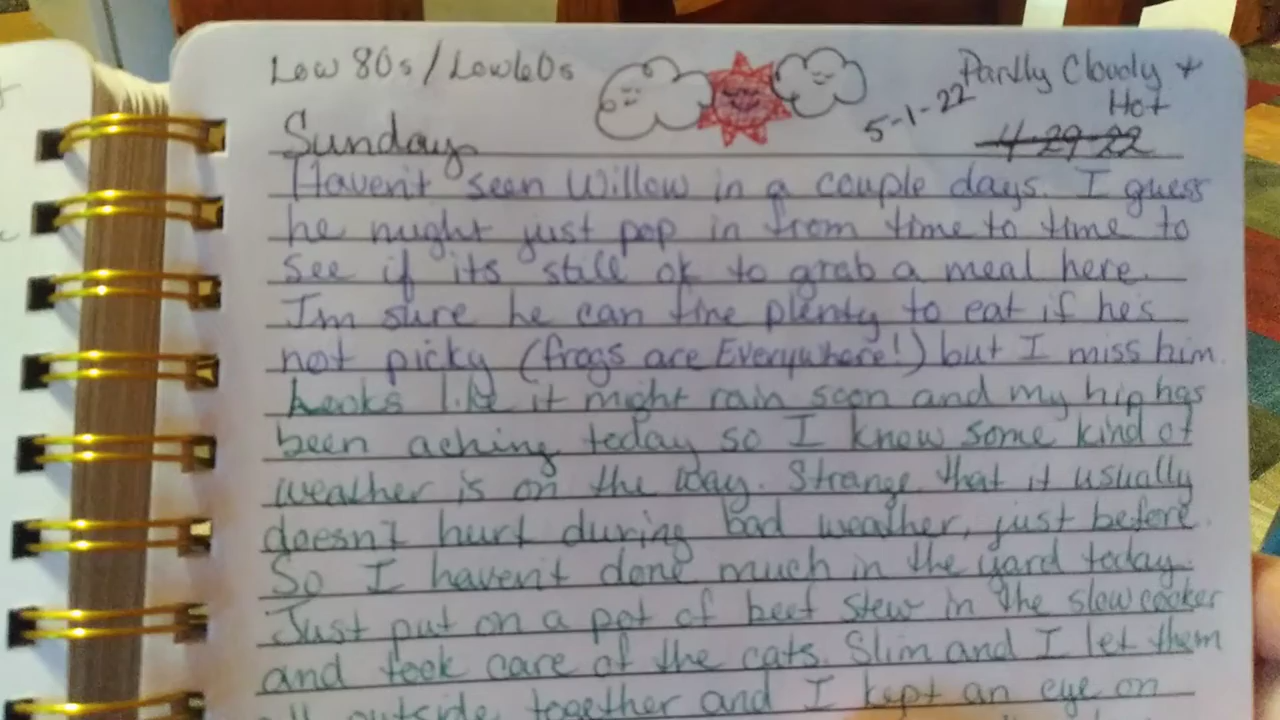 Low 80s / Low 60s
Partly Cloudy +
Hot
5-1-22
4-29-22
Sunday
Haven't seen Willow in a couple days. I guess
he might just pop in from time to time to
see if its still ok to grab a meal here.
I'm sure he can fine plenty to eat if he's
not picky (frogs are Everywhere!) but I miss him.
Looks like it might rain soon and my hip has
been aching today so I know some kind of
weather is on the way. Strange that it usually
doesn't hurt during bad weather, just before.
So I haven't done much in the yard today.
Just put on a pot of beef stew in the slow cooker
and took care of the cats. Slim and I let them
all outside together and I kept an eye on